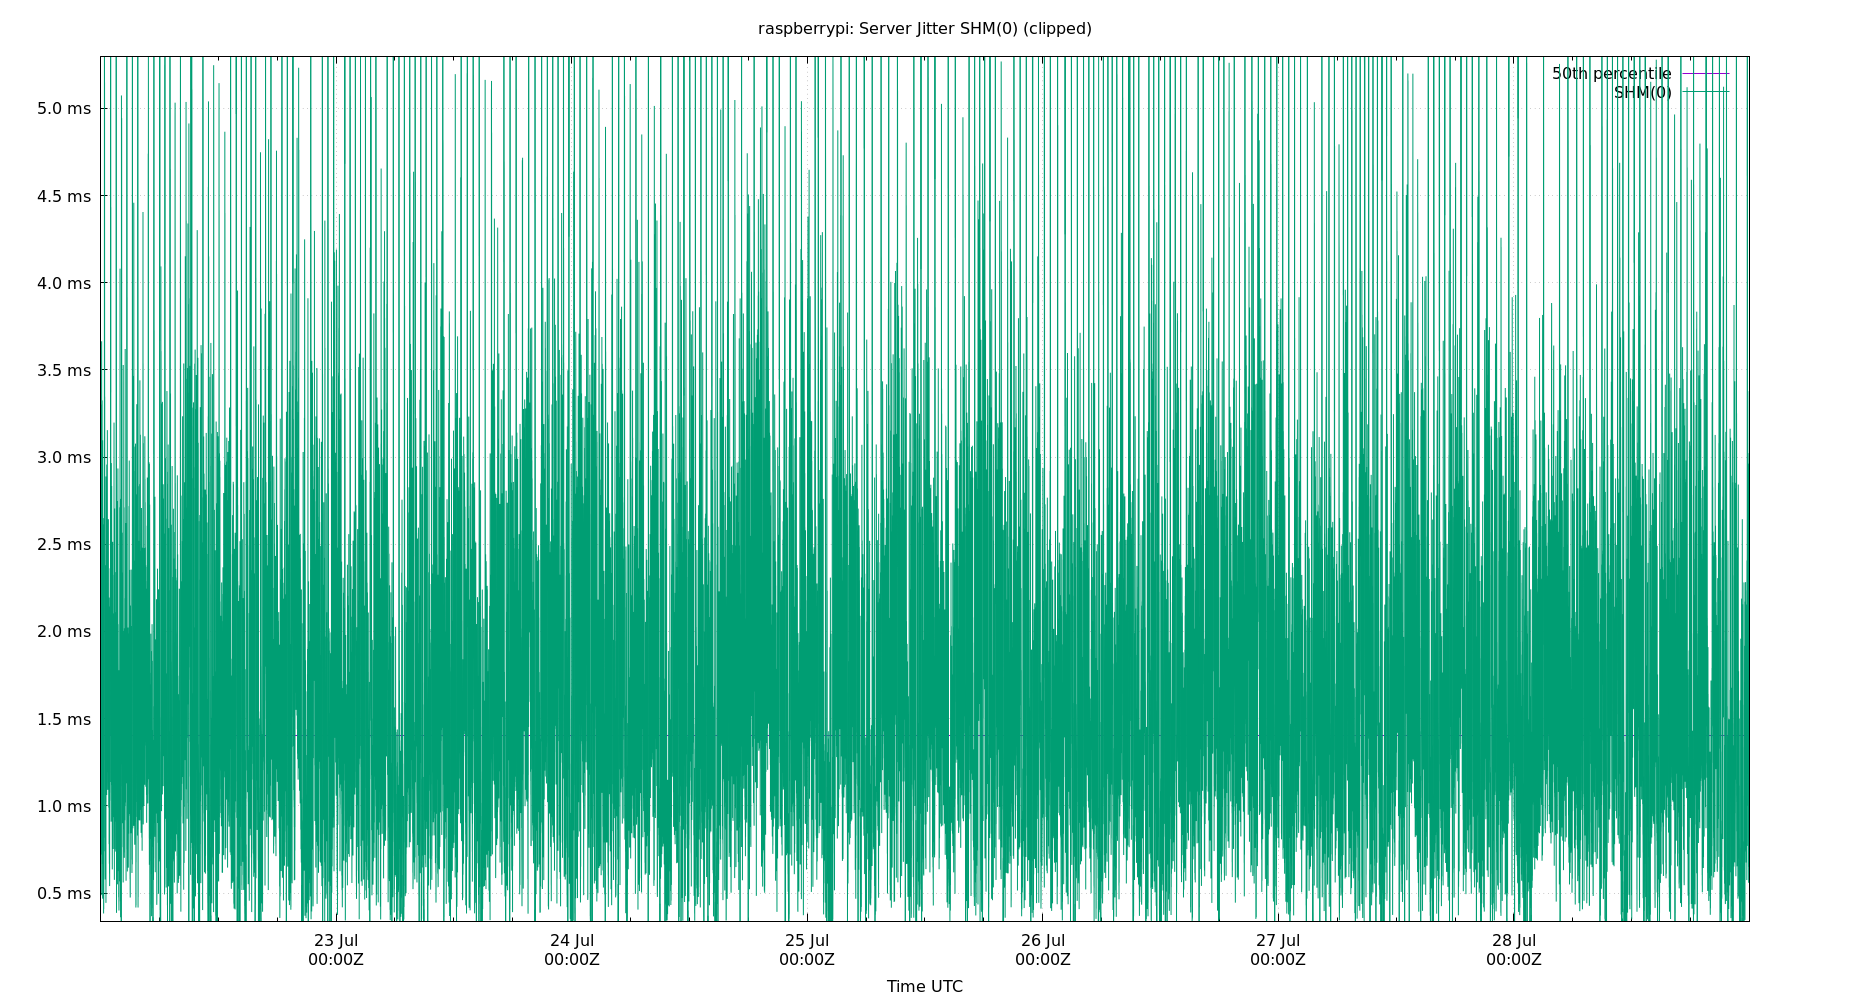 raspberrypi: Server Jitter SHM(0) (clipped)
50th percentile
SHM(0)
5.0 ms
4.5 ms
4.0 ms
3.5 ms
3.0 ms
2.5 ms
2.0 ms
1.5 ms
1.0 ms
0.5 ms
23 Jul 24 Jul 25 Jul 26 Jul 27 Jul 28 Jul
00:00Z 00:00Z 00:00Z 00:00Z 00:00Z 00:00Z
Time UTC